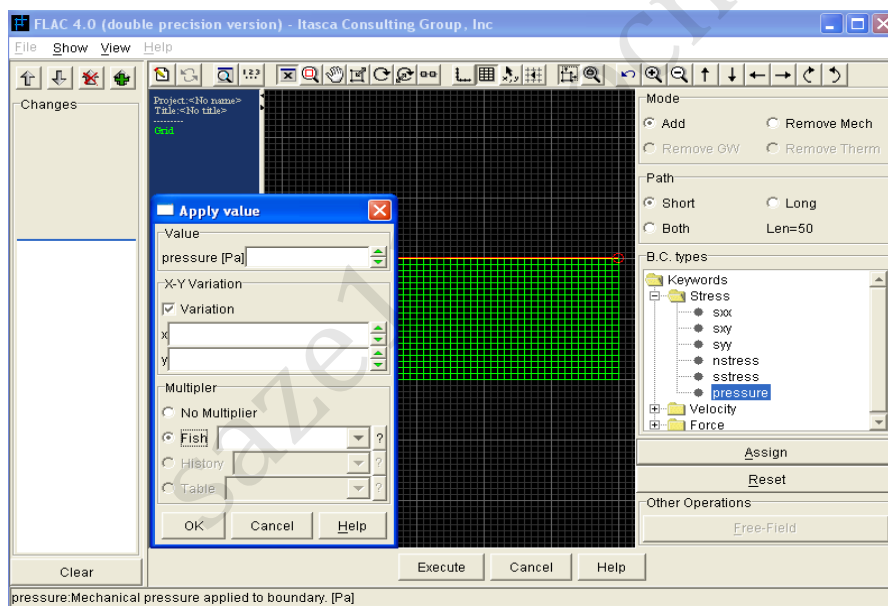 FLAC 4.0 (double precision version) - Itasca Consulting Group, Inc
File Show View Help
Changes
1.2.?
Project:<No name>
Title:<No title>
---------
Grid
Mode
Add
Remove Mech
Remove GW
Remove Therm
Path
Short
Long
Both
Len=50
Apply value
Value
pressure [Pa]
X-Y Variation
Variation
x
y
Multipler
No Multiplier
Fish
?
History
?
Table
?
OK
Cancel
Help
B.C. types
Keywords
Stress
sxx
sxy
syy
nstress
sstress
pressure
Velocity
Force
Assign
Reset
Other Operations
Free-Field
Clear
Execute
Cancel
Help
pressure:Mechanical pressure applied to boundary. [Pa]